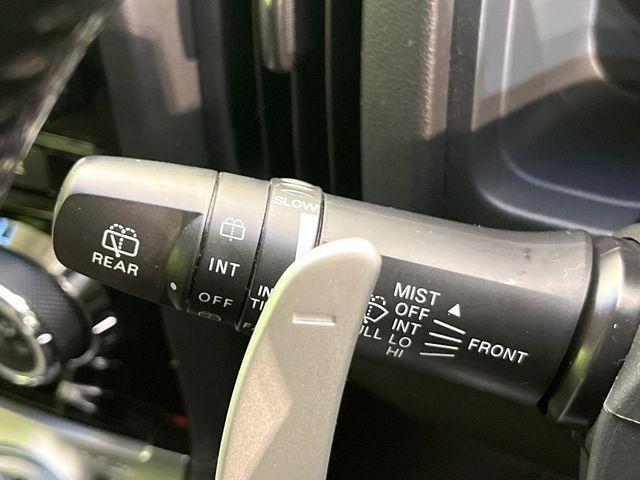 REAR
INT
OFF
SLOW
MIST
OFF
INT
LO
HI
FRONT